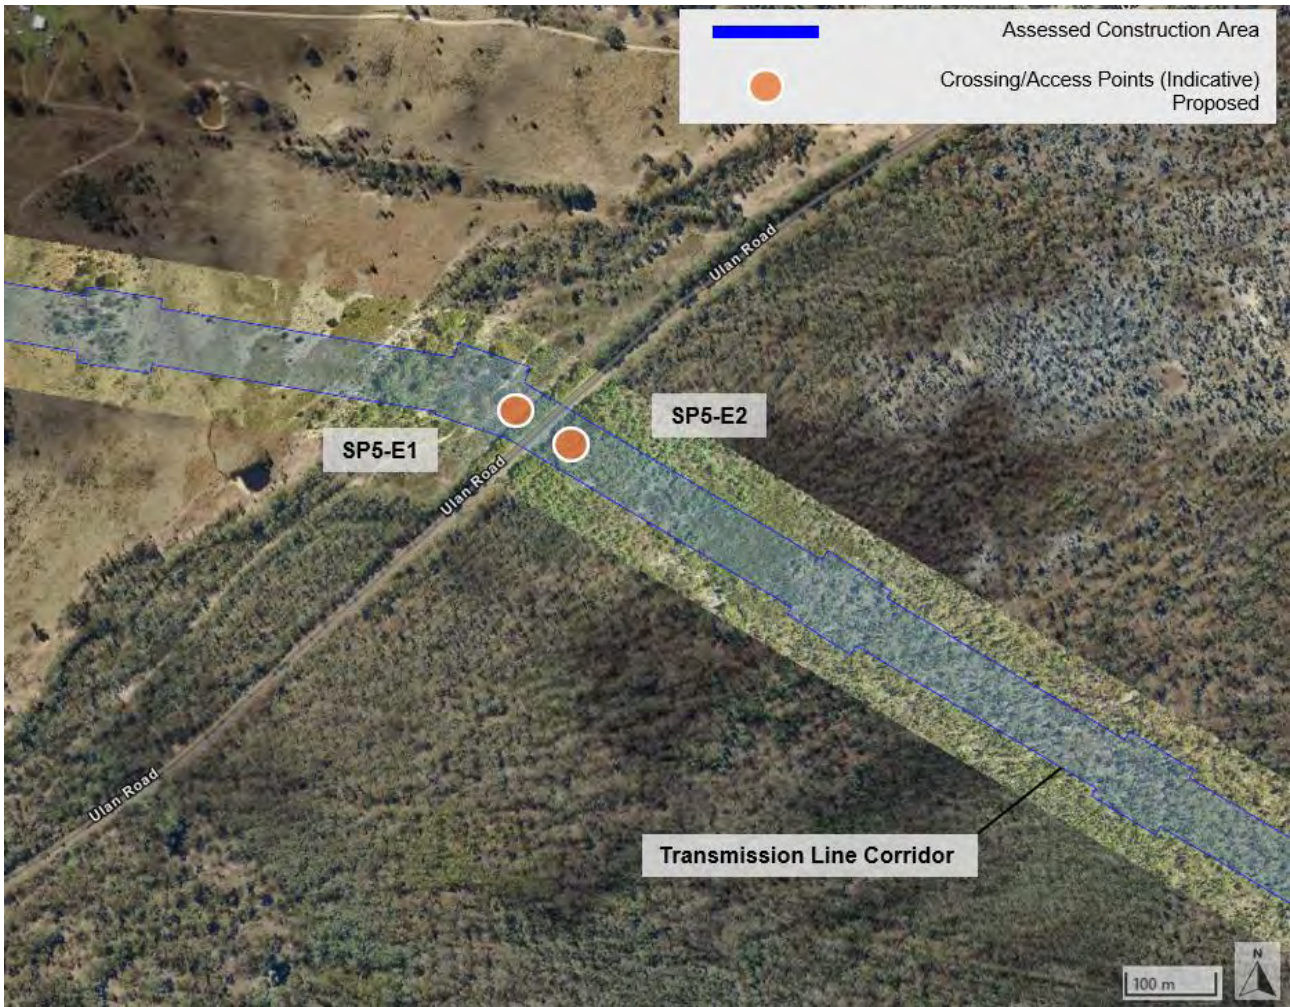 Assessed Construction Area
Crossing/Access Points (Indicative)
Proposed
Ulan Road
SP5-E2
SP5-E1
Ulan Road
Ulan Road
Transmission Line Corridor
N
100 m